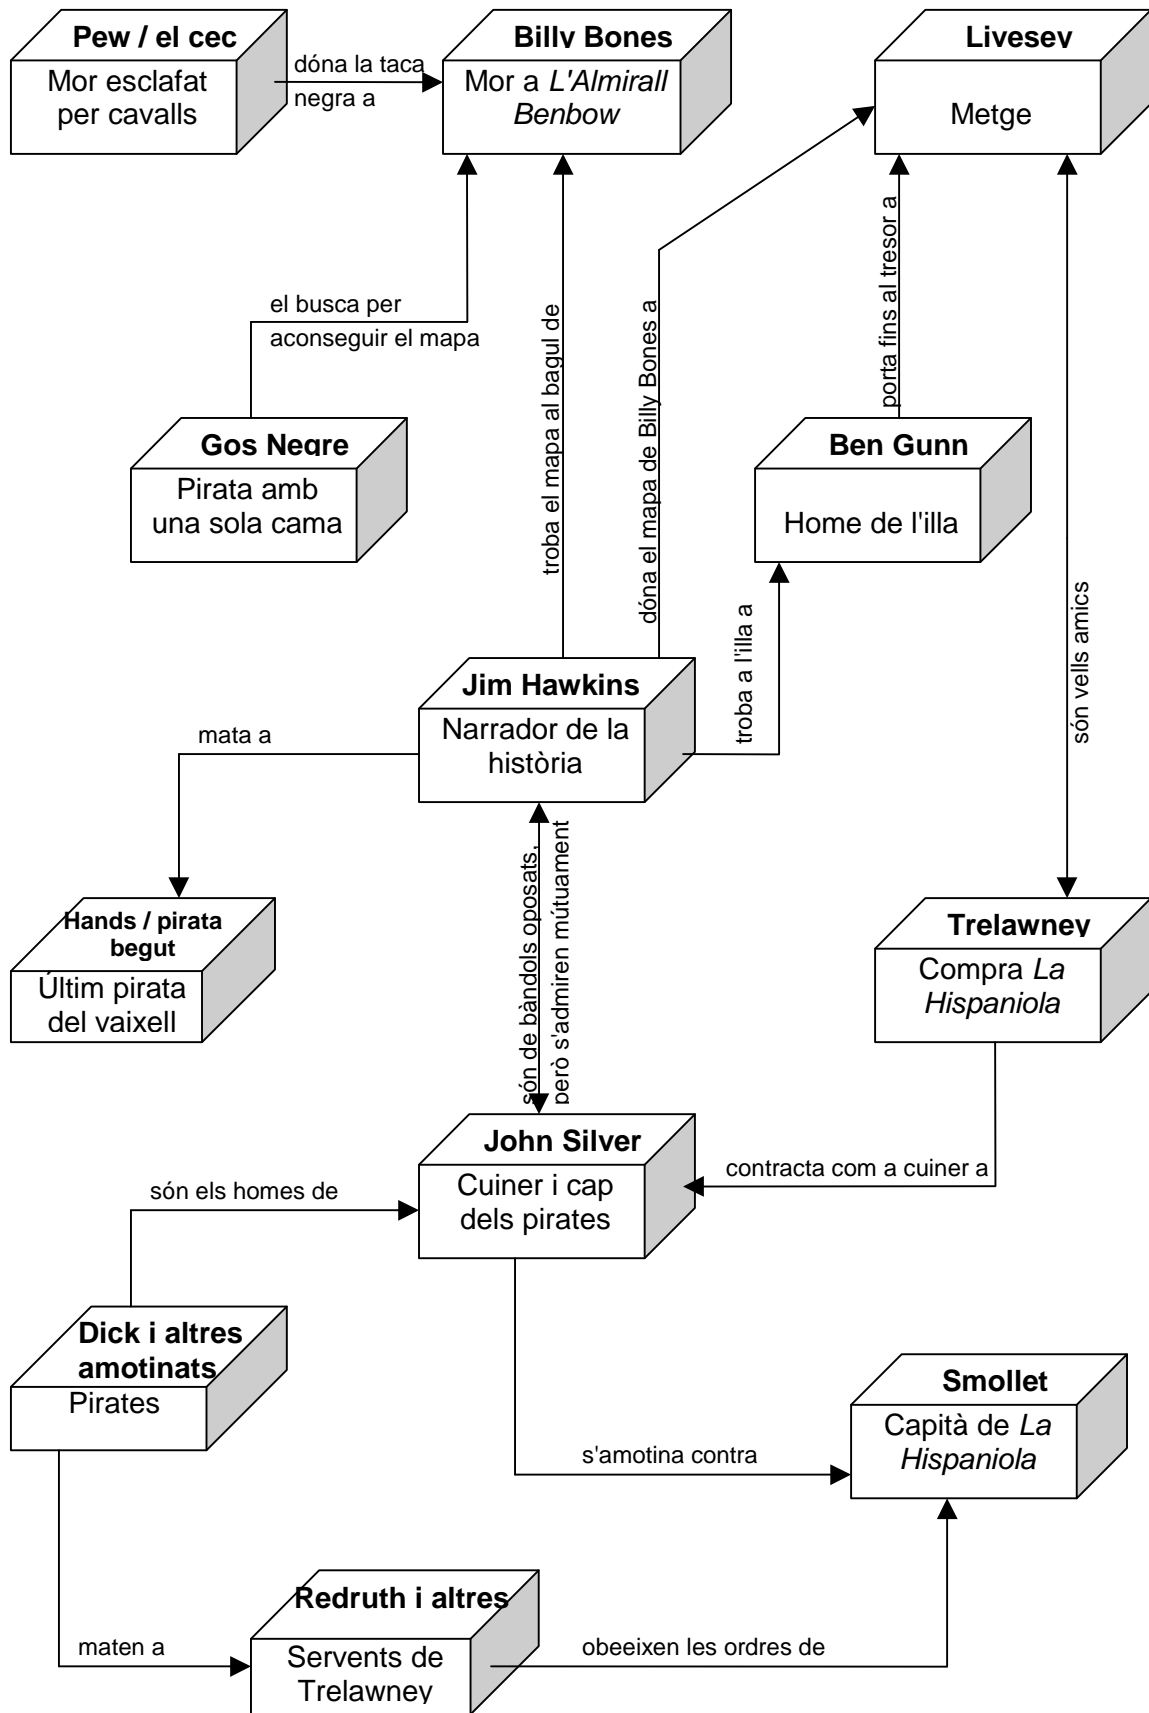 Pew / el cec
Mor esclafat
per cavalls
dóna la taca
negra a
Billy Bones
Mor a L'Almirall
Benbow
Livesey
Metge
el busca per
aconseguir el mapa
troba el mapa al bagul de
dóna el mapa de Billy Bones a
porta fins al tresor a
Gos Negre
Pirata amb
una sola cama
Ben Gunn
Home de l'illa
són vells amics
troba a l'illa a
Jim Hawkins
Narrador de la
història
mata a
Hands / pirata
begut
Últim pirata
del vaixell
són de bàndols oposats,
però s'admiren mútuament
Trelawney
Compra La
Hispaniola
John Silver
Cuiner i cap
dels pirates
contracta com a cuiner a
són els homes de
Dick i altres
amotinats
Pirates
Smollet
Capità de La
Hispaniola
s'amotina contra
Redruth i altres
Servents de
Trelawney
maten a
obeeixen les ordres de